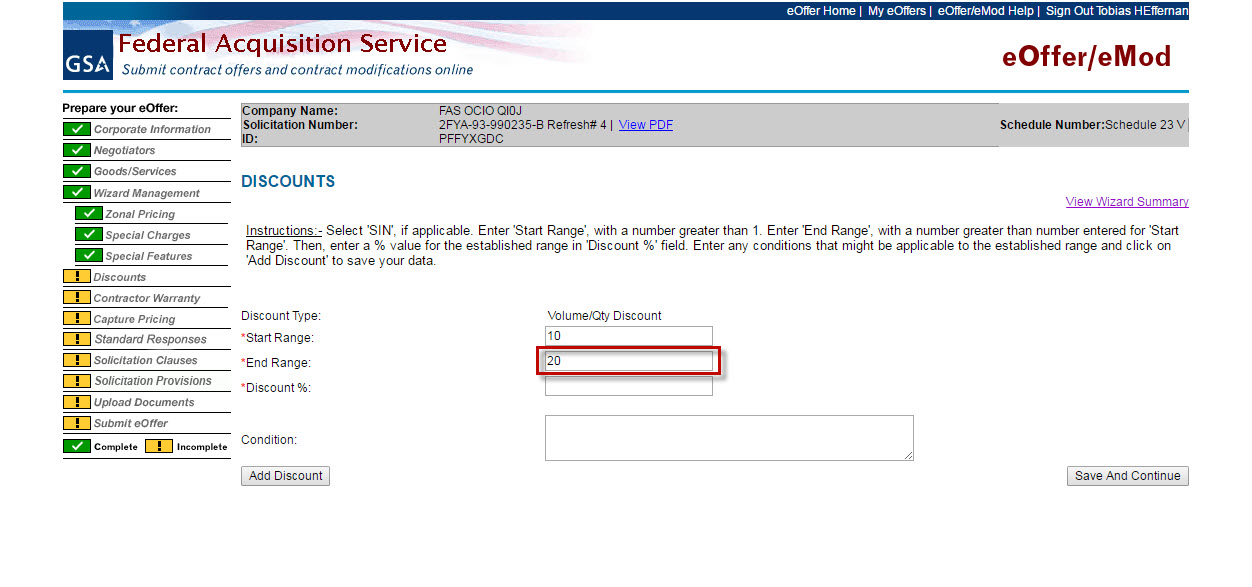 eOffer Home | My eOffers | eOffer/eMod Help | Sign Out Tobias HEffernan
GSA
Federal Acquisition Service
Submit contract offers and contract modifications online
eOffer/eMod
Prepare your eOffer:
Corporate Information
Negotiators
Goods/Services
Wizard Management
Zonal Pricing
Special Charges
Special Features
Discounts
Contractor Warranty
Capture Pricing
Standard Responses
Solicitation Clauses
Solicitation Provisions
Upload Documents
Submit eOffer
Complete ! Incomplete
Company Name: FAS OCIO QI0J
Solicitation Number: 2FYA-93-990235-B Refresh# 4 | View PDF Schedule Number:Schedule 23 V
ID: PFFYXGDC
DISCOUNTS
View Wizard Summary
Instructions:- Select 'SIN', if applicable. Enter 'Start Range', with a number greater than 1. Enter 'End Range', with a number greater than number entered for 'Start
Range'. Then, enter a % value for the established range in 'Discount %' field. Enter any conditions that might be applicable to the established range and click on
'Add Discount' to save your data.
Discount Type: Volume/Qty Discount
*Start Range: 10
*End Range: 20
*Discount %:
Condition:
Add Discount Save And Continue